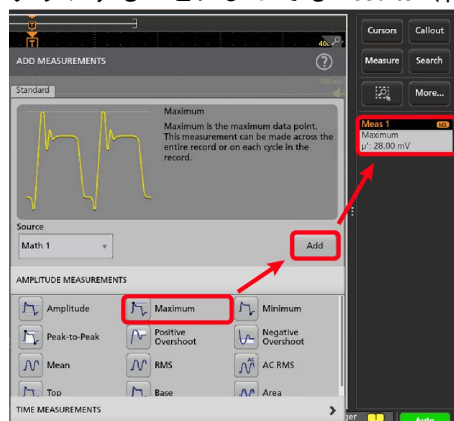 ADD MEASUREMENTS
Standard
Maximum
Maximum is the maximum data point.
This measurement can be made across the
entire record or on each cycle in the
record.
Source
Math 1
Add
AMPLITUDE MEASUREMENTS
Amplitude
Maximum
Minimum
Peak-to-Peak
Positive
Overshoot
Negative
Overshoot
Mean
RMS
AC RMS
Top
Base
Area
TIME MEASUREMENTS
Cursors
Callout
Measure
Search
More...
Meas 1
M1
Maximum
µ': 28.00 mV